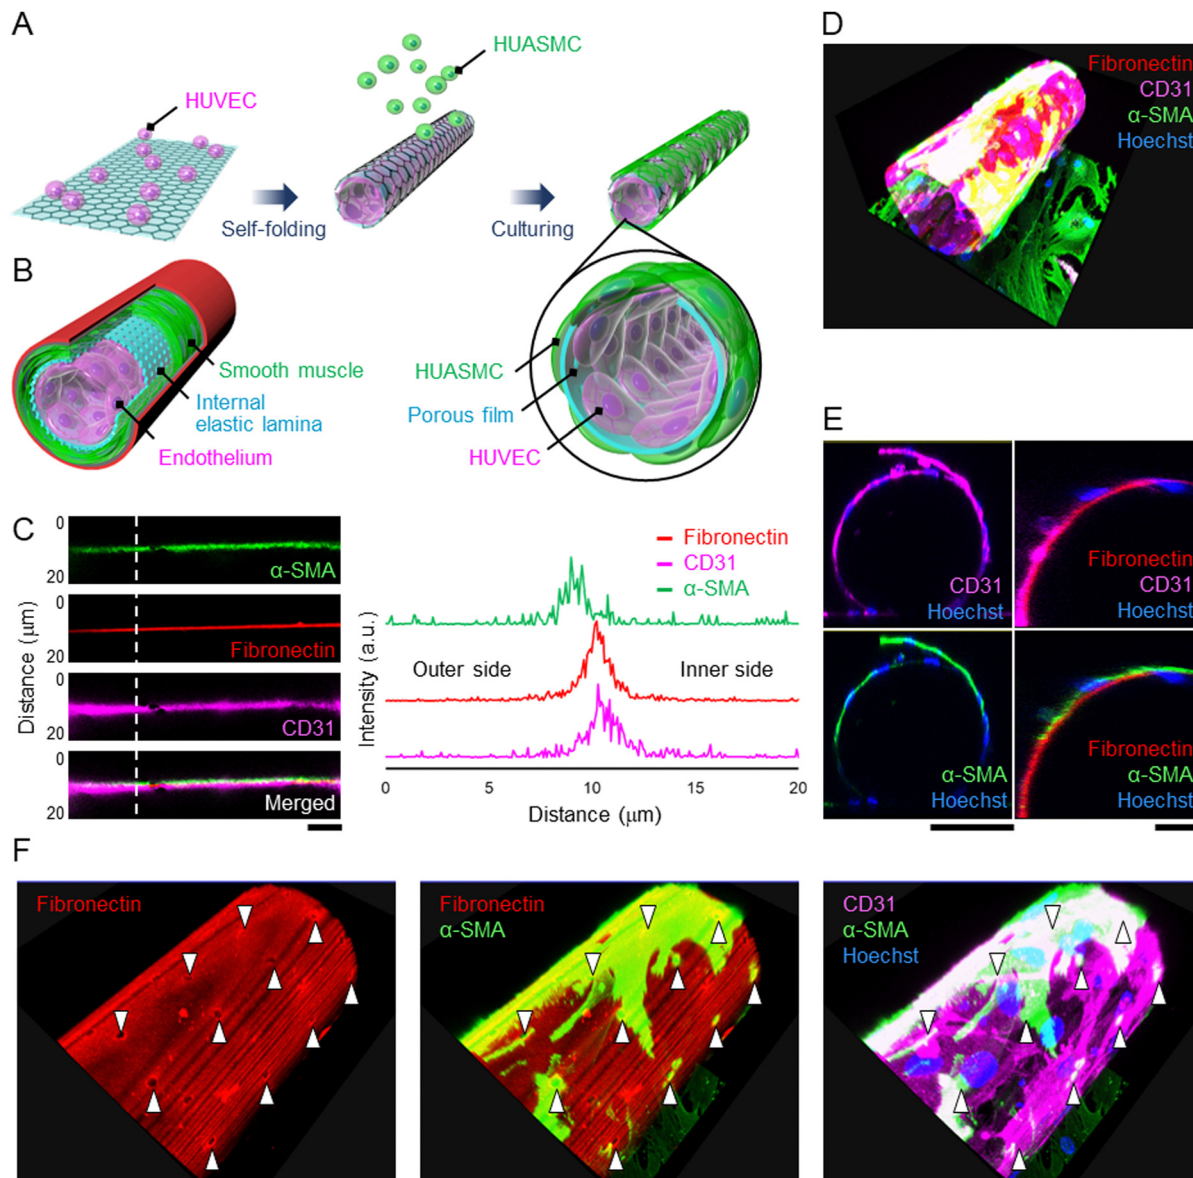 A
HUVEC
HUASMC
Self-folding
Culturing
B
Smooth muscle
Internal
elastic lamina
Endothelium
HUASMC
Porous film
HUVEC
C
Distance (μm)
0
α-SMA
20
0
Fibronectin
20
0
CD31
20
0
Merged
20
Fibronectin
CD31
α-SMA
Intensity (a.u.)
Outer side
Inner side
0
5
10
15
20
Distance (μm)
D
Fibronectin
CD31
α-SMA
Hoechst
E
CD31
Hoechst
Fibronectin
CD31
Hoechst
α-SMA
Hoechst
Fibronectin
α-SMA
Hoechst
F
Fibronectin
Fibronectin
α-SMA
CD31
α-SMA
Hoechst